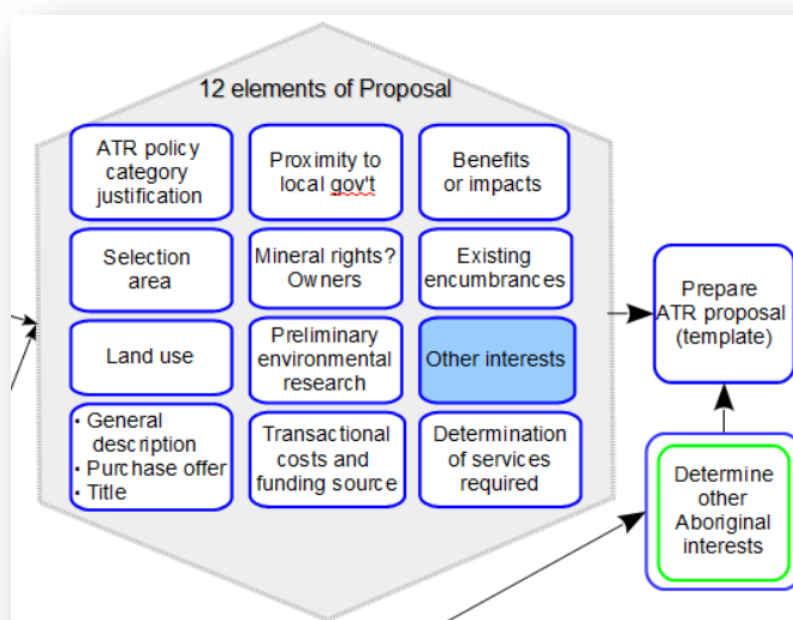 12 elements of Proposal
ATR policy
category
justification
Proximity to
local gov't
Benefits
or impacts
Selection
area
Mineral rights?
Owners
Existing
encumbrances
Land use
Preliminary
environmental
research
Other interests
• General
description
• Purchase offer
• Title
Transactional
costs and
funding source
Determination
of services
required
Prepare
ATR proposal
(template)
Determine
other
Aboriginal
interests